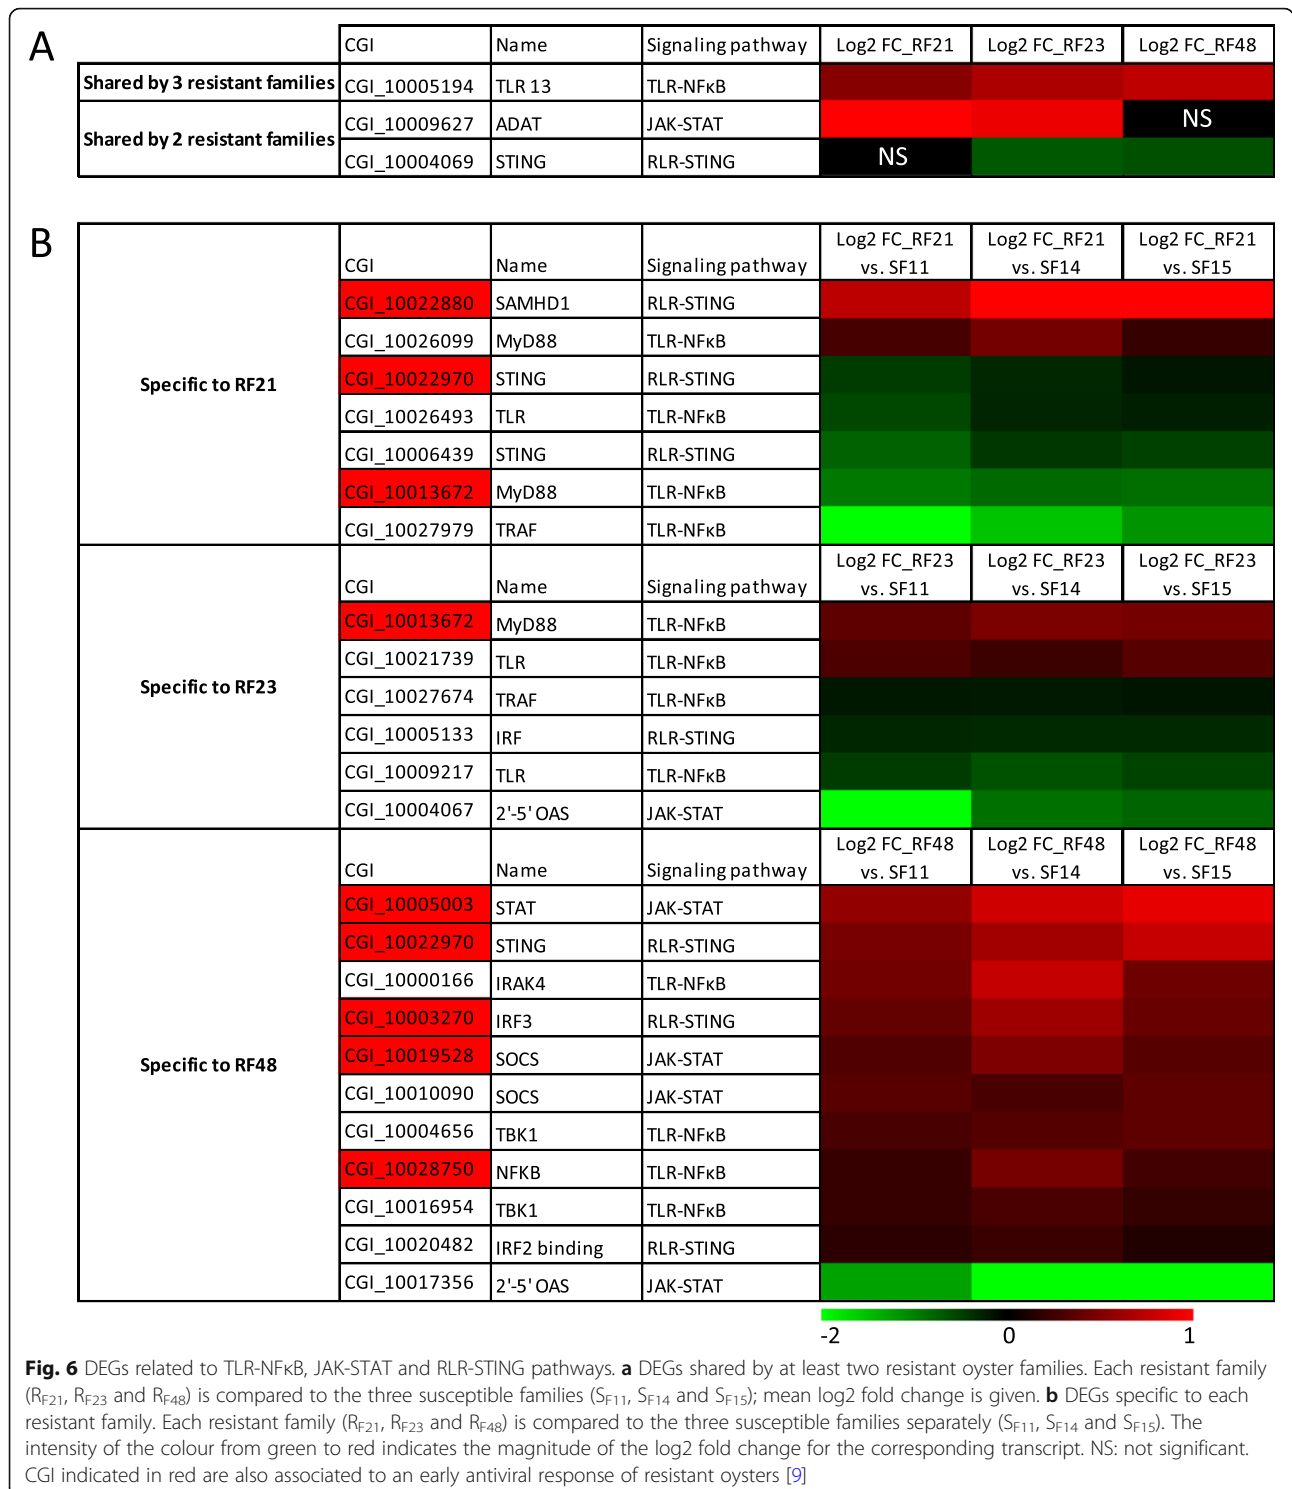 A
CGI Name Signaling pathway Log2 FC_RF21 Log2 FC_RF23 Log2 FC_RF48
Shared by 3 resistant families CGI_10005194 TLR 13 TLR-NFκB
Shared by 2 resistant families
CGI_10009627 ADAT JAK-STAT NS
CGI_10004069 STING RLR-STING NS
B
Specific to RF21
CGI Name Signaling pathway Log2 FC_RF21 vs. SF11 Log2 FC_RF21 vs. SF14 Log2 FC_RF21 vs. SF15
CGI_10022880 SAMHD1 RLR-STING
CGI_10026099 MyD88 TLR-NFκB
CGI_10022970 STING RLR-STING
CGI_10026493 TLR TLR-NFκB
CGI_10006439 STING RLR-STING
CGI_10013672 MyD88 TLR-NFκB
CGI_10027979 TRAF TLR-NFκB
Specific to RF23
CGI Name Signaling pathway Log2 FC_RF23 vs. SF11 Log2 FC_RF23 vs. SF14 Log2 FC_RF23 vs. SF15
CGI_10013672 MyD88 TLR-NFκB
CGI_10021739 TLR TLR-NFκB
CGI_10027674 TRAF TLR-NFκB
CGI_10005133 IRF RLR-STING
CGI_10009217 TLR TLR-NFκB
CGI_10004067 2'-5' OAS JAK-STAT
Specific to RF48
CGI Name Signaling pathway Log2 FC_RF48 vs. SF11 Log2 FC_RF48 vs. SF14 Log2 FC_RF48 vs. SF15
CGI_10005003 STAT JAK-STAT
CGI_10022970 STING RLR-STING
CGI_10000166 IRAK4 TLR-NFκB
CGI_10003270 IRF3 RLR-STING
CGI_10019528 SOCS JAK-STAT
CGI_10010090 SOCS JAK-STAT
CGI_10004656 TBK1 TLR-NFκB
CGI_10028750 NFKB TLR-NFκB
CGI_10016954 TBK1 TLR-NFκB
CGI_10020482 IRF2 binding RLR-STING
CGI_10017356 2'-5' OAS JAK-STAT
-2 0 1
Fig. 6 DEGs related to TLR-NFκB, JAK-STAT and RLR-STING pathways. a DEGs shared by at least two resistant oyster families. Each resistant family
(RF21, RF23 and RF48) is compared to the three susceptible families (SF11, SF14 and SF15); mean log2 fold change is given. b DEGs specific to each
resistant family. Each resistant family (RF21, RF23 and RF48) is compared to the three susceptible families separately (SF11, SF14 and SF15). The
intensity of the colour from green to red indicates the magnitude of the log2 fold change for the corresponding transcript. NS: not significant.
CGI indicated in red are also associated to an early antiviral response of resistant oysters [9]